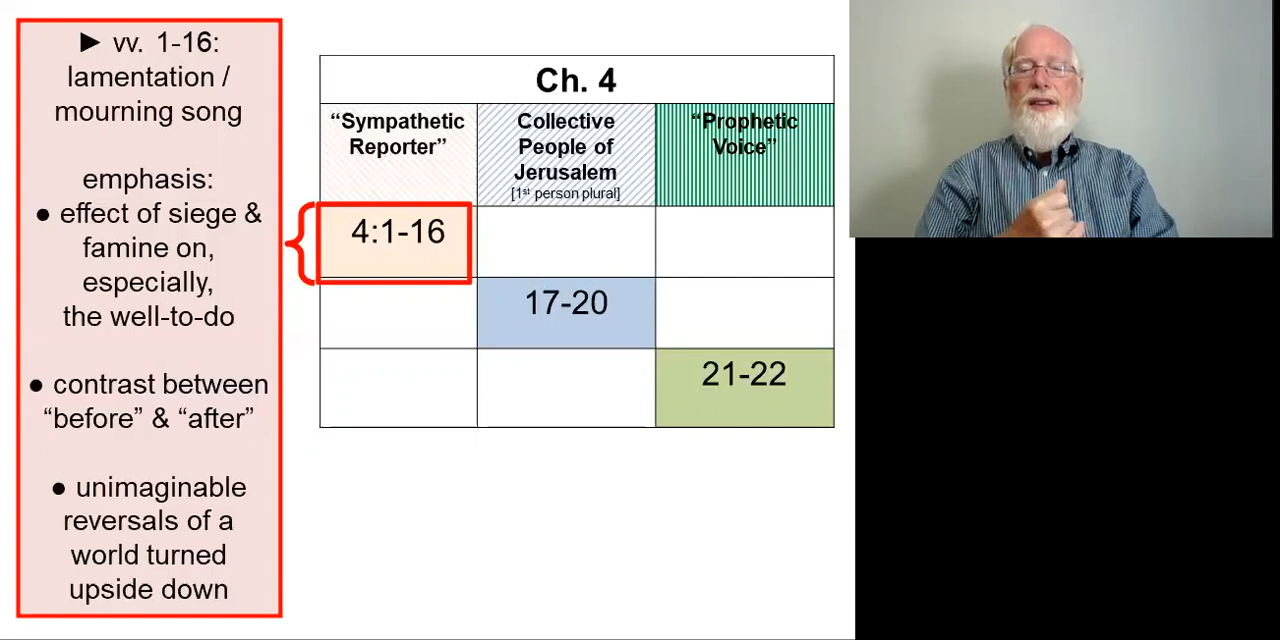 ► vv. 1-16:
lamentation /
mourning song
emphasis:
● effect of siege &
famine on,
especially,
the well-to-do
● contrast between
“before” & “after”
● unimaginable
reversals of a
world turned
upside down
Ch. 4
“Sympathetic
Reporter”
Collective
People of
Jerusalem
[1st person plural]
“Prophetic
Voice”
4:1-16
17-20
21-22